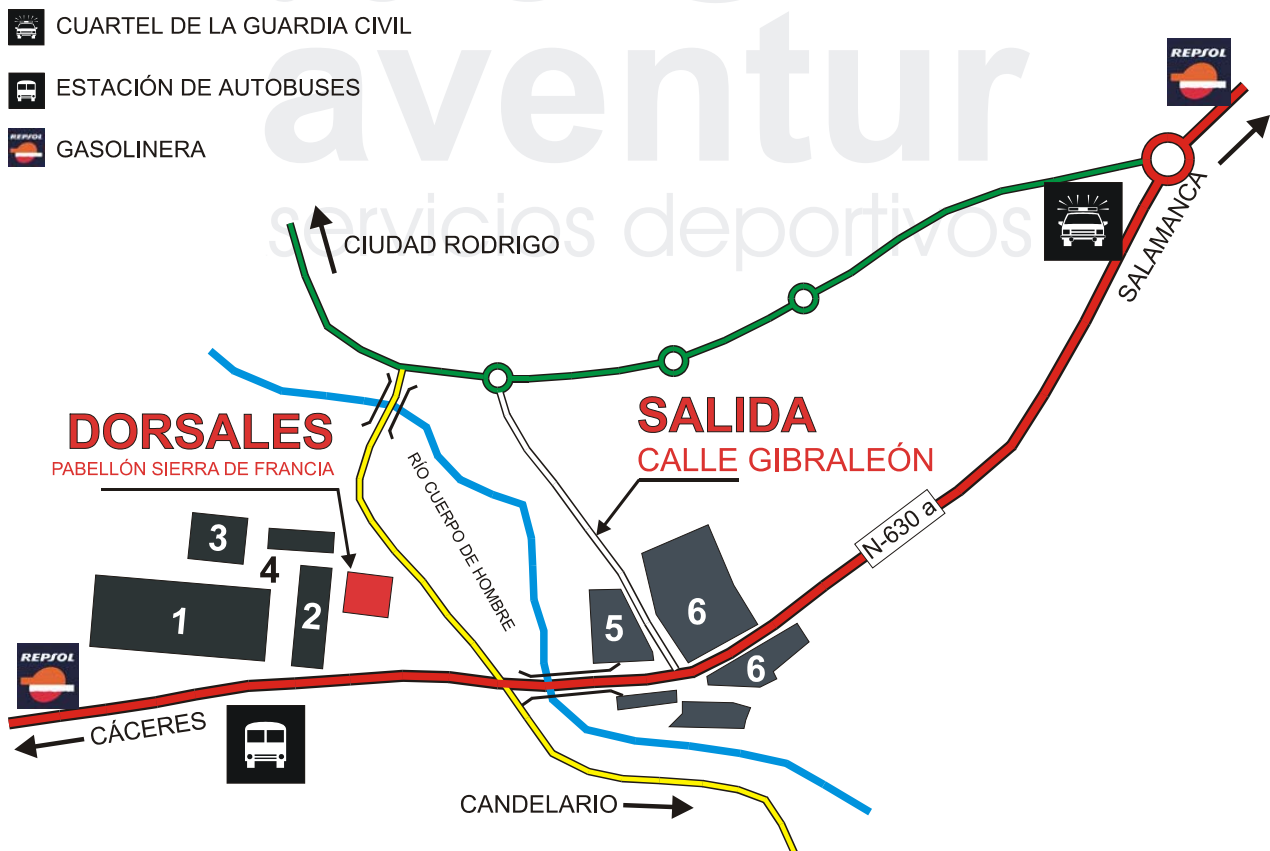 CUARTEL DE LA GUARDIA CIVIL
ESTACIÓN DE AUTOBUSES
REPSOL
GASOLINERA
aventur
servicios deportivos
REPSOL
SALAMANCA
CIUDAD RODRIGO
DORSALES
PABELLÓN SIERRA DE FRANCIA
SALIDA
CALLE GIBRALEÓN
RÍO CUERPO DE HOMBRE
N-630 a
3
4
1
2
5
6
6
REPSOL
CÁCERES
CANDELARIO